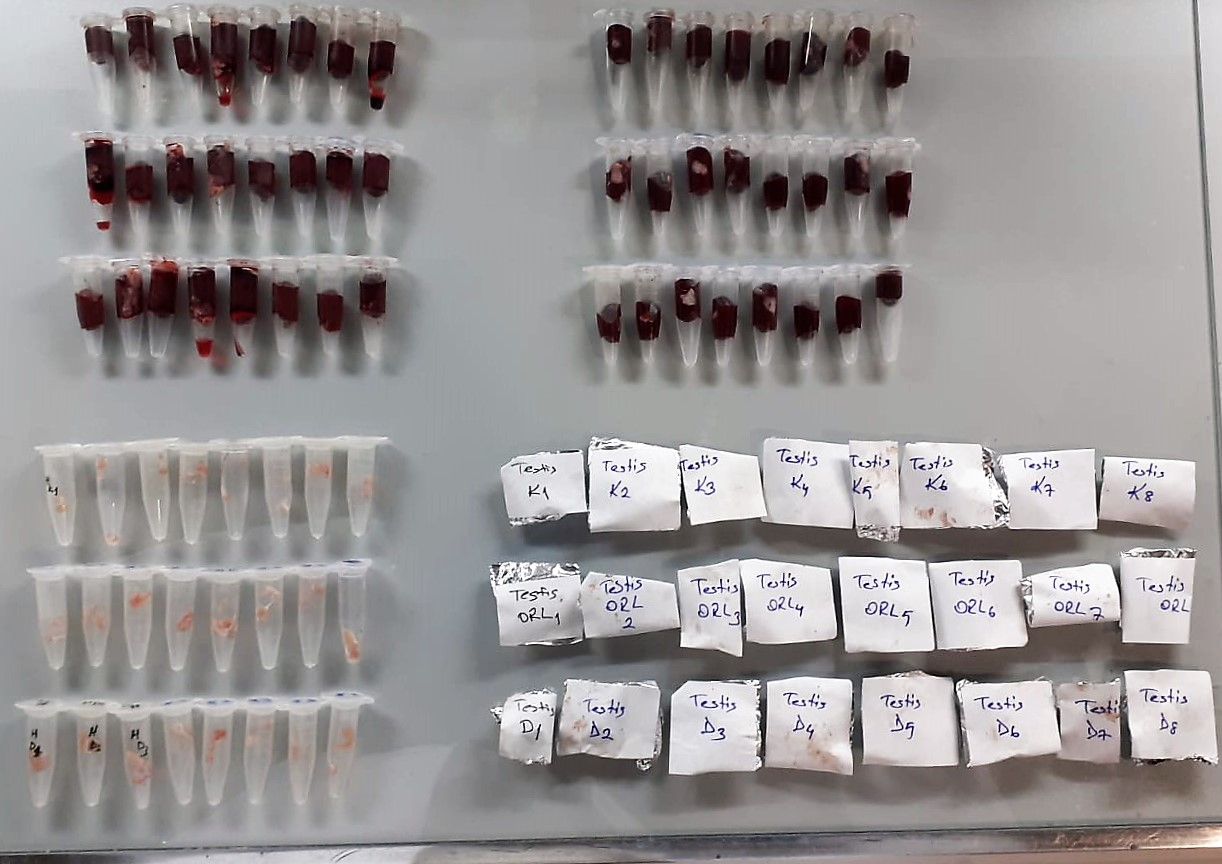 Testis
K1
Testis
K2
Testis
K3
Testis
K4
Testis
K5
Testis
K6
Testis
K7
Testis
K8
Testis
ORL1
Testis
ORL
2
Testis
ORL3
Testis
ORL4
Testis
ORL5
Testis
ORL6
Testis
ORL7
Testis
ORL
Testis
D1
Testis
D2
Testis
D3
Testis
D4
Testis
D5
Testis
D6
Testis
D7
Testis
D8